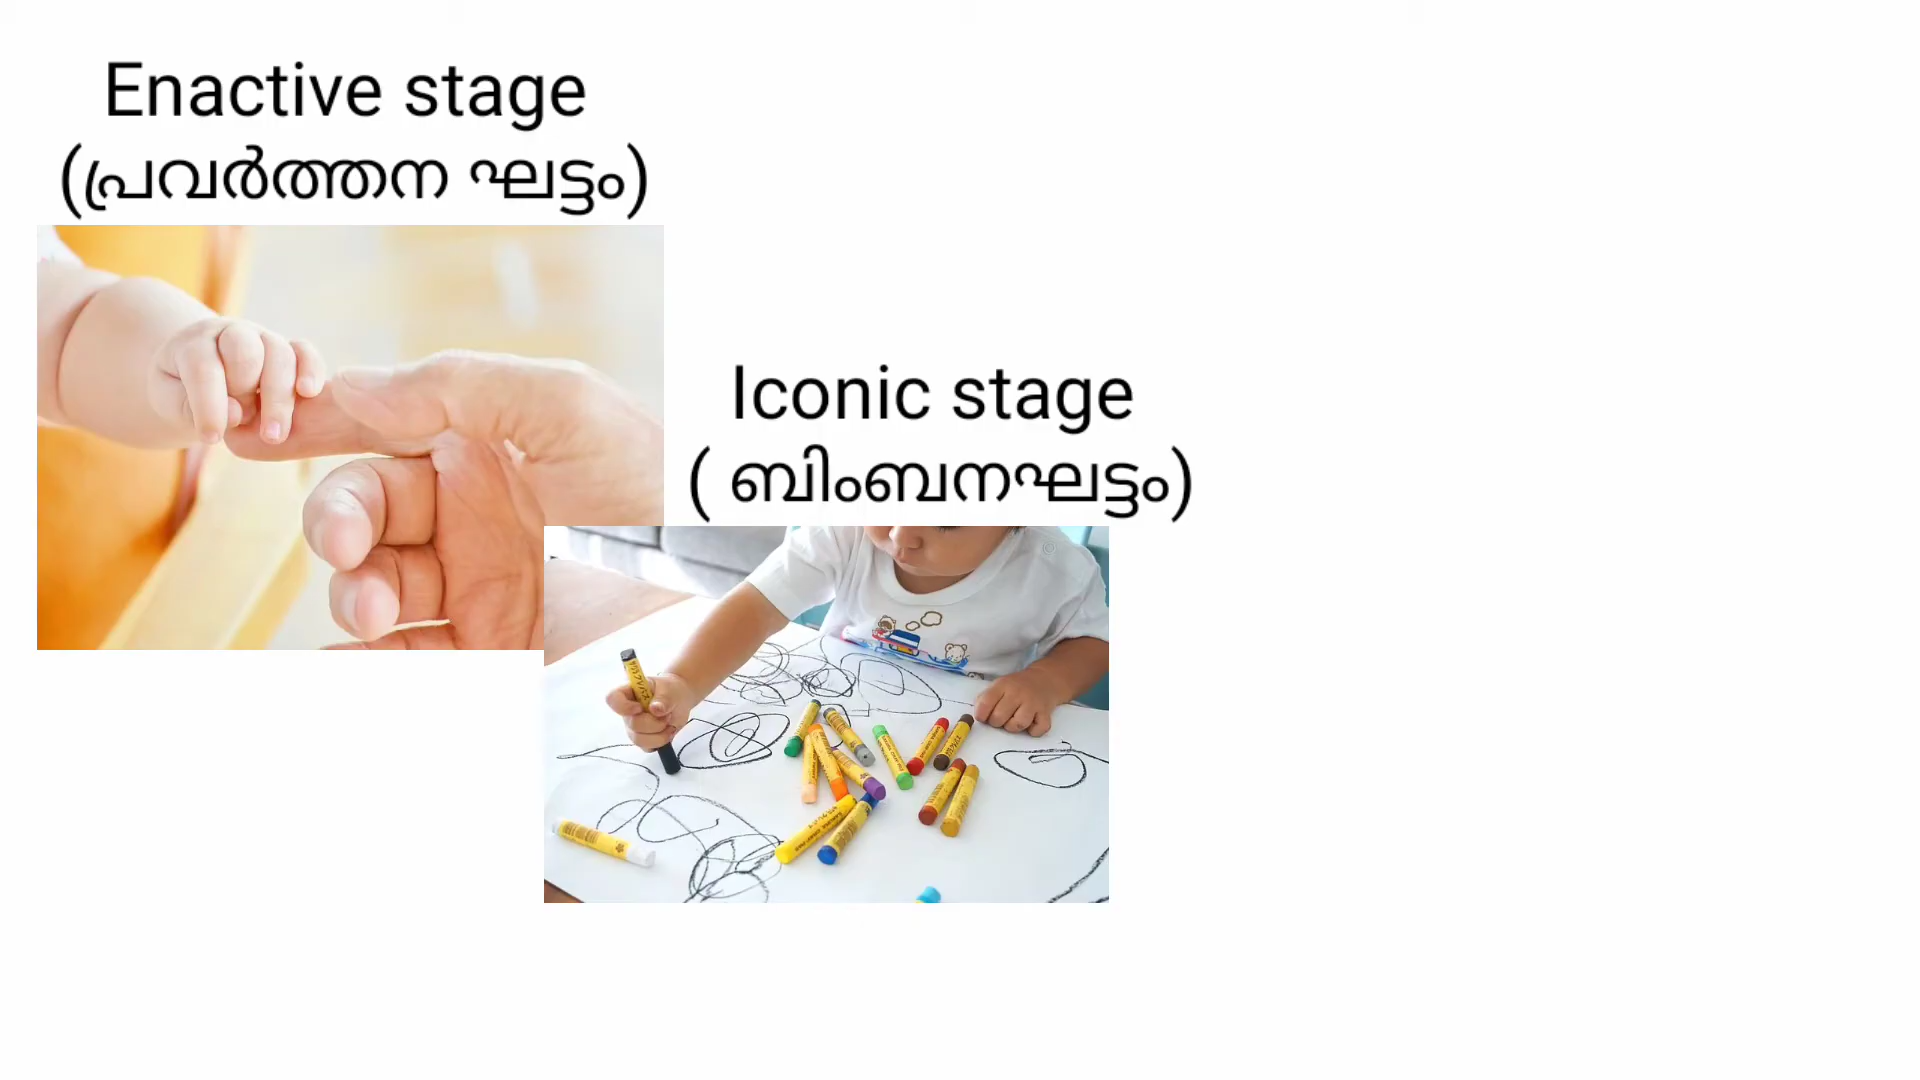 Enactive stage
(പ്രവർത്തന ഘട്ടം)
Iconic stage
( ബിംബനഘട്ടം)